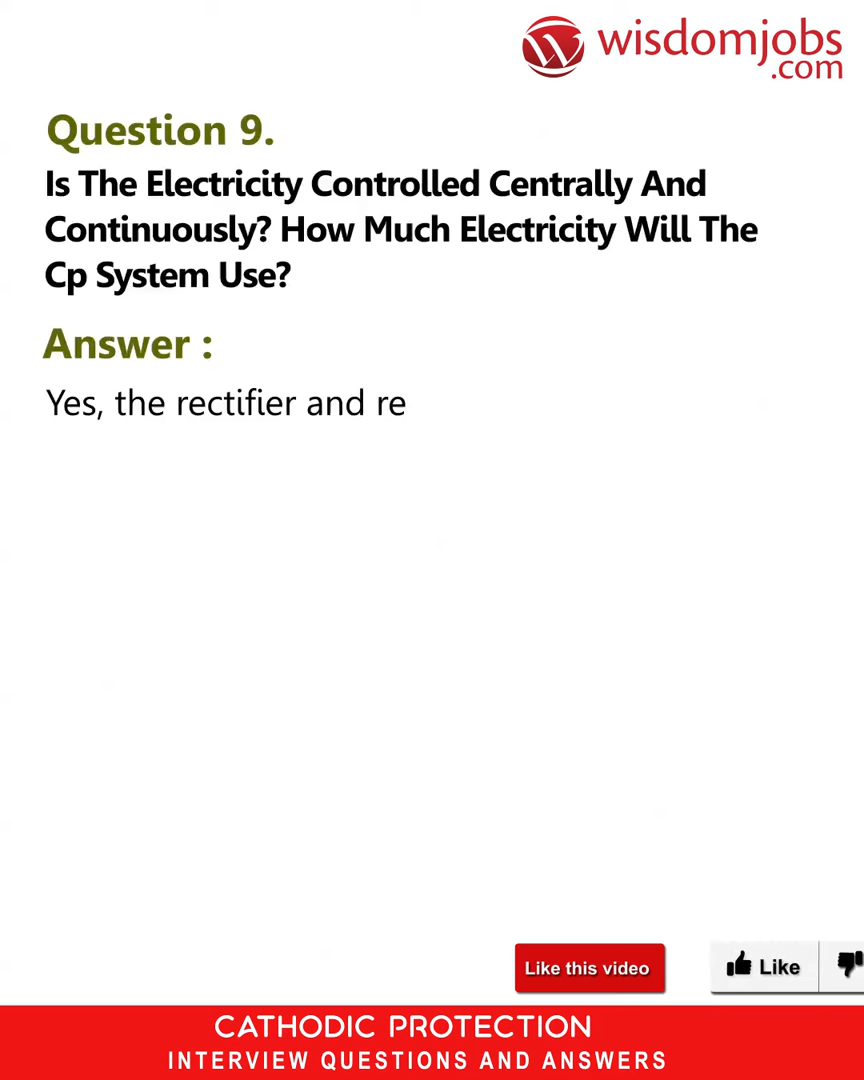 wisdomjobs
.com
Question 9.
Is The Electricity Controlled Centrally And
Continuously? How Much Electricity Will The
Cp System Use?
Answer :
Yes, the rectifier and re
Like this video
Like
CATHODIC PROTECTION
INTERVIEW QUESTIONS AND ANSWERS